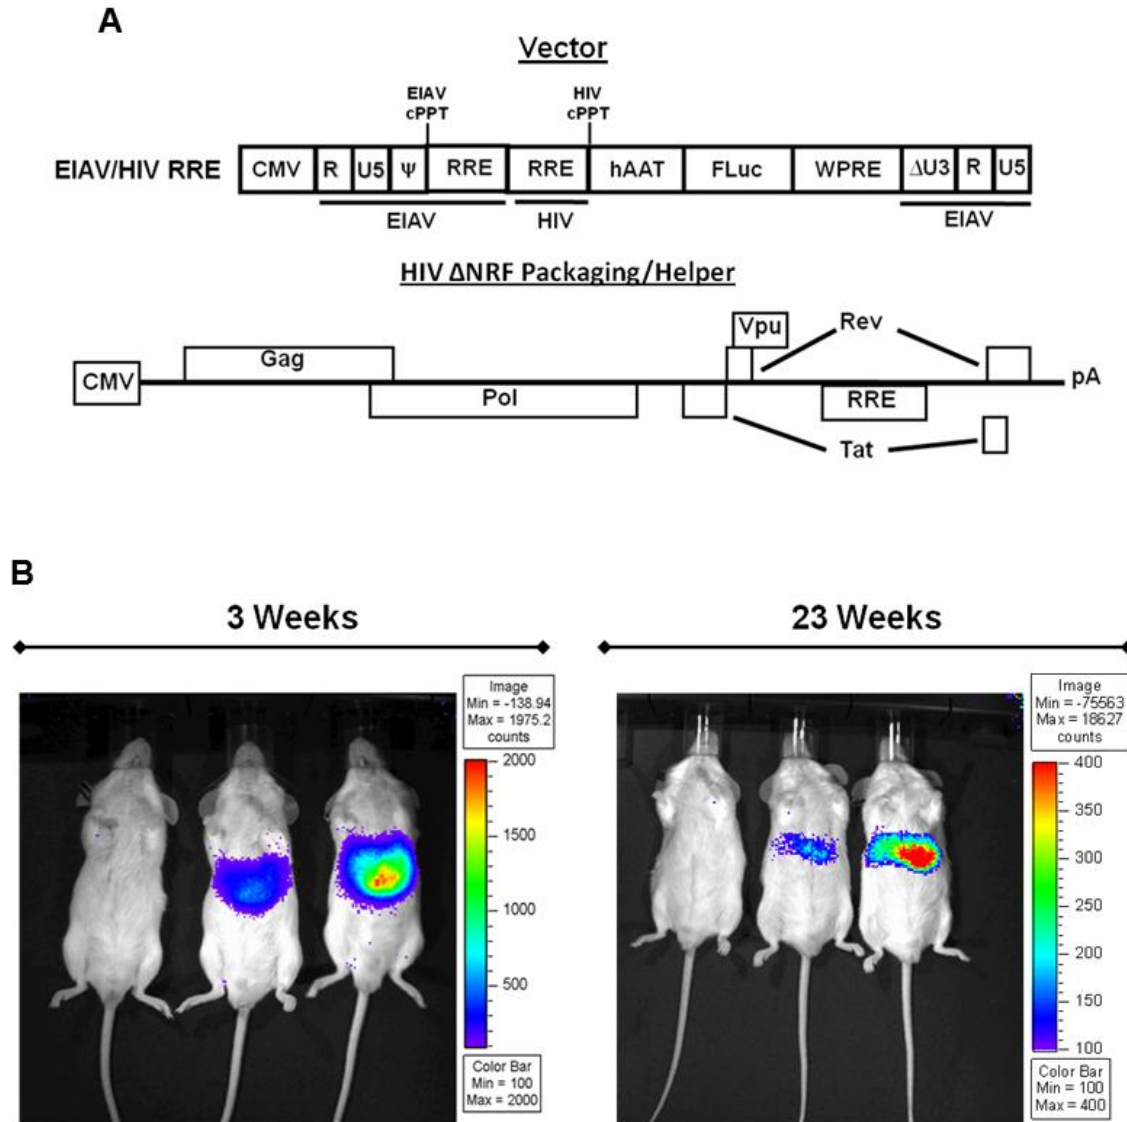 A
Vector
EIAV
cPPT
HIV
cPPT
EIAV/HIV RRE
CMV R U5 Ψ RRE RRE hAAT FLuc WPRE ΔU3 R U5
EIAV
HIV
EIAV
HIV ΔNRF Packaging/Helper
CMV
Gag
Pol
Vpu
Rev
RRE
Tat
pA
B
3 Weeks
Image
Min = -138.94
Max = 1975.2
counts
2000
1500
1000
500
Color Bar
Min = 100
Max = 2000
23 Weeks
Image
Min = -75563
Max = 18627
counts
400
350
300
250
200
150
100
Color Bar
Min = 100
Max = 400